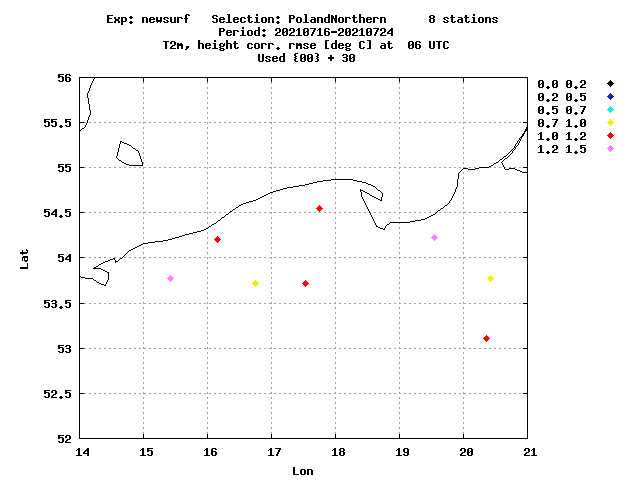 Exp: newsurf   Selection: PolandNorthern      8 stations
Period: 20210716-20210724
T2m, height corr. rmse [deg C] at  06 UTC
Used {00} + 30
0.0 0.2
0.2 0.5
0.5 0.7
0.7 1.0
1.0 1.2
1.2 1.5
56
55.5
55
54.5
54
53.5
53
52.5
52
Lat
14 15 16 17 18 19 20 21
Lon